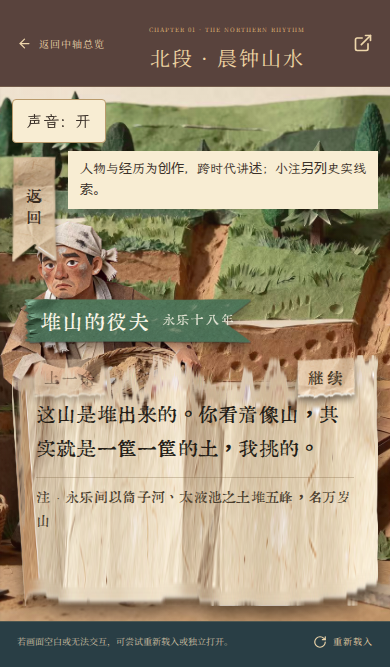 CHAPTER 01 · THE NORTHERN RHYTHM
返回中轴总览
北段 · 晨钟山水
声音：开
人物与经历为创作，跨时代讲述；小注另列史实线
索。
返回
堆山的役夫 永乐十八年
上一条
继续
这山是堆出来的。你看着像山，其
实就是一筐一筐的土，我挑的。
注 · 永乐间以筒子河、太液池之土堆五峰，名万岁
山
若画面空白或无法交互，可尝试重新载入或独立打开。
重新载入